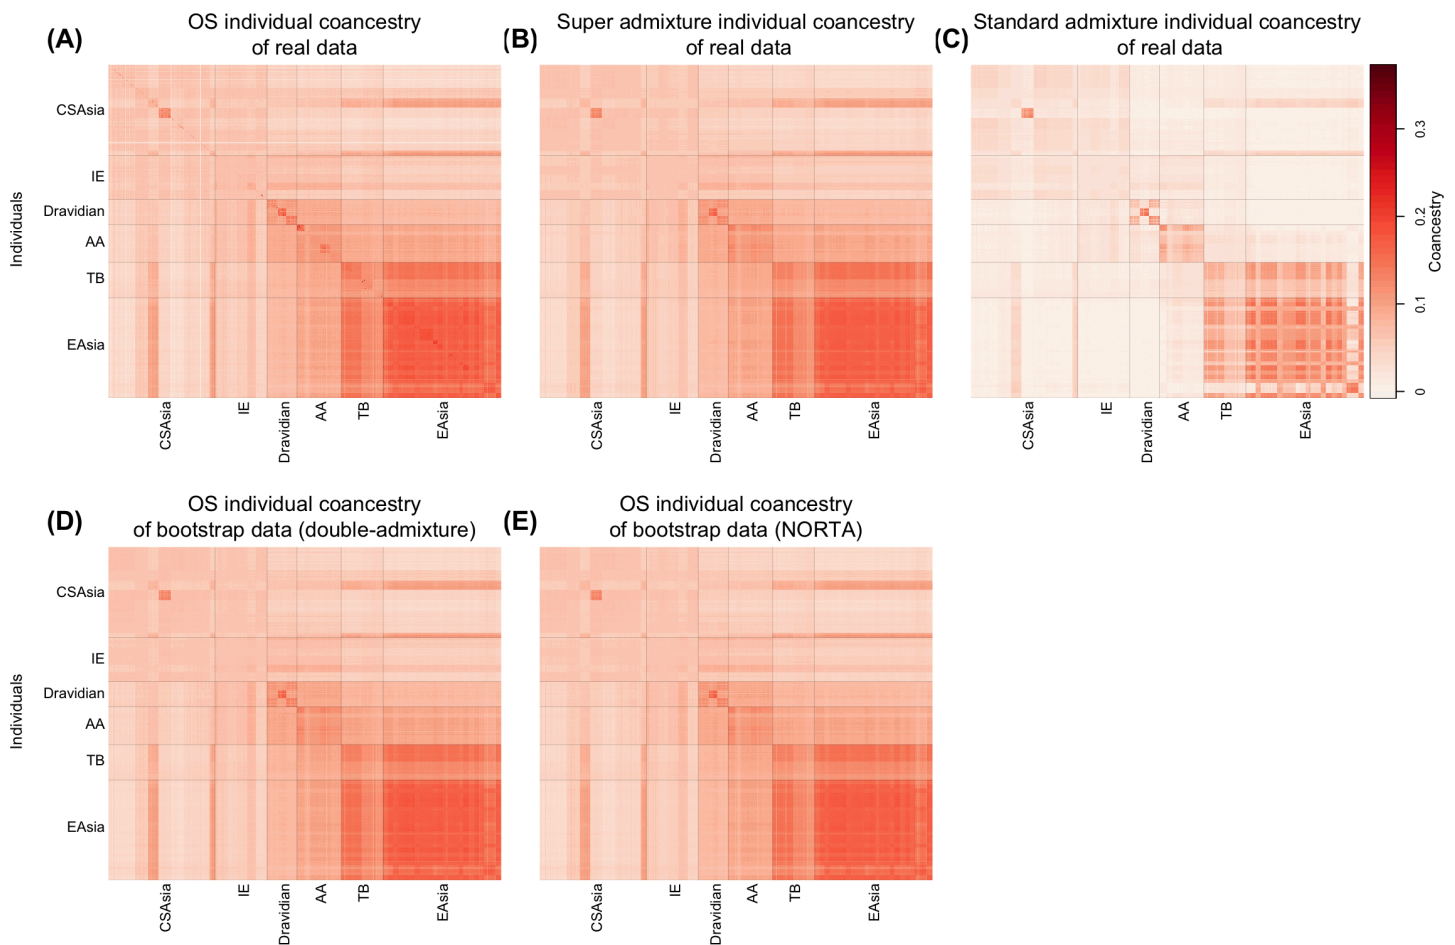 (A)
OS individual coancestry
of real data
(B)
Super admixture individual coancestry
of real data
(C)
Standard admixture individual coancestry
of real data
Individuals
CSAsia
IE
Dravidian
AA
TB
EAsia
CSAsia
IE
Dravidian
AA
TB
EAsia
CSAsia
IE
Dravidian
AA
TB
EAsia
CSAsia
IE
Dravidian
AA
TB
EAsia
0.3
0.2
0.1
0
Coancestry
(D)
OS individual coancestry
of bootstrap data (double-admixture)
(E)
OS individual coancestry
of bootstrap data (NORTA)
Individuals
CSAsia
IE
Dravidian
AA
TB
EAsia
CSAsia
IE
Dravidian
AA
TB
EAsia
CSAsia
IE
Dravidian
AA
TB
EAsia